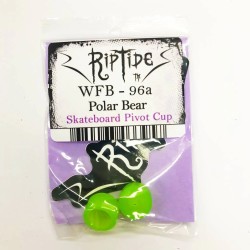 RIPTIDE
TM
WFB - 96a
Polar Bear
Skateboard Pivot Cup